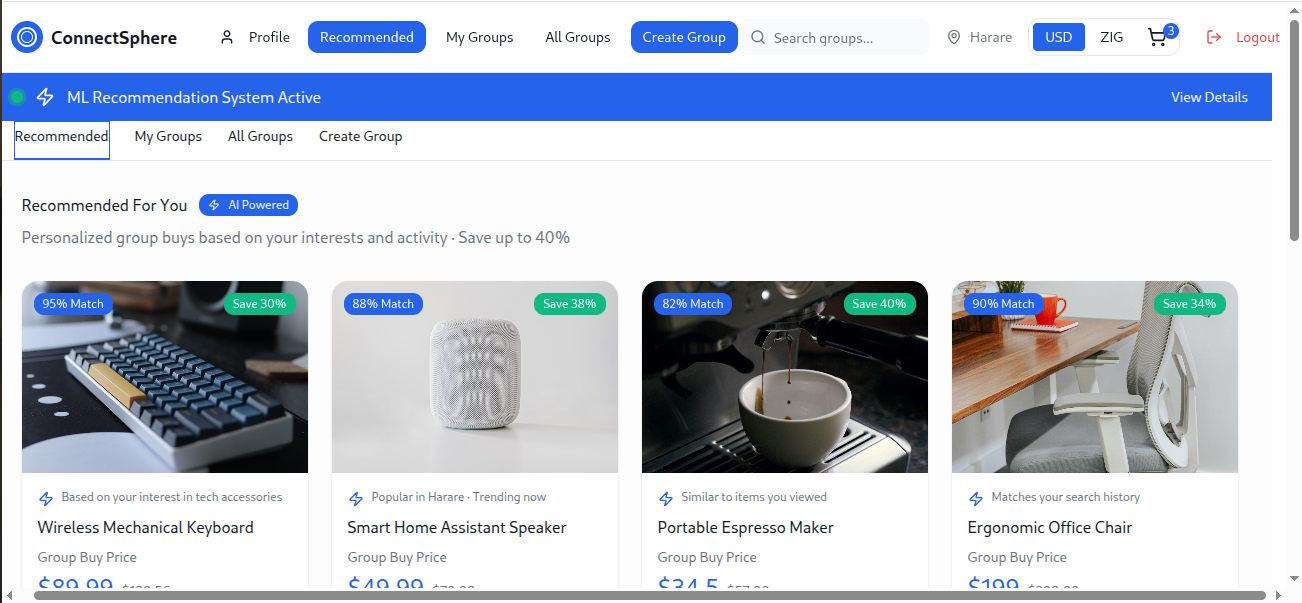 ConnectSphere Profile Recommended My Groups All Groups Create Group Search groups... Harare USD ZIG 3 Logout
ML Recommendation System Active View Details
Recommended My Groups All Groups Create Group
Recommended For You AI Powered
Personalized group buys based on your interests and activity · Save up to 40%
95% Match Save 30% 88% Match Save 38% 82% Match Save 40% 90% Match Save 34%
Based on your interest in tech accessories Popular in Harare · Trending now Similar to items you viewed Matches your search history
Wireless Mechanical Keyboard Smart Home Assistant Speaker Portable Espresso Maker Ergonomic Office Chair
Group Buy Price Group Buy Price Group Buy Price Group Buy Price
$89.99 $49.99 $34.5 $199